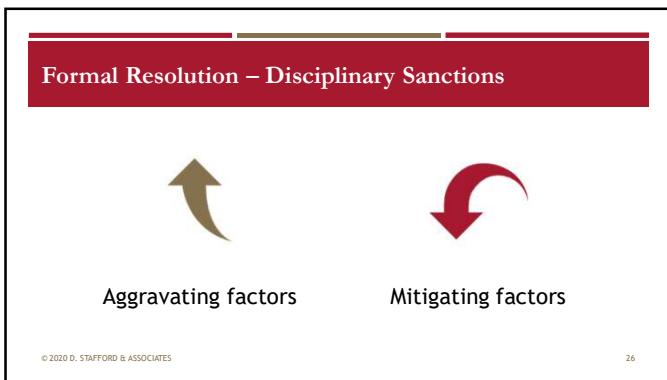 Formal Resolution – Disciplinary Sanctions
Aggravating factors
Mitigating factors
© 2020 D. STAFFORD & ASSOCIATES
26